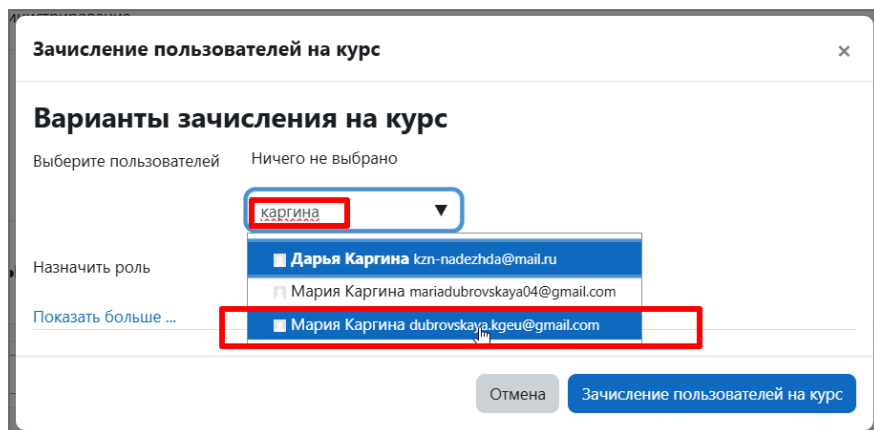 Зачисление пользователей на курс ×
Варианты зачисления на курс
Выберите пользователей Ничего не выбрано
каргина ▼
Дарья Каргина kzn-nadezhda@mail.ru
Назначить роль
Мария Каргина mariadubrovskaya04@gmail.com
Показать больше ...
Мария Каргина dubrovskaya.kgeu@gmail.com
Отмена Зачисление пользователей на курс